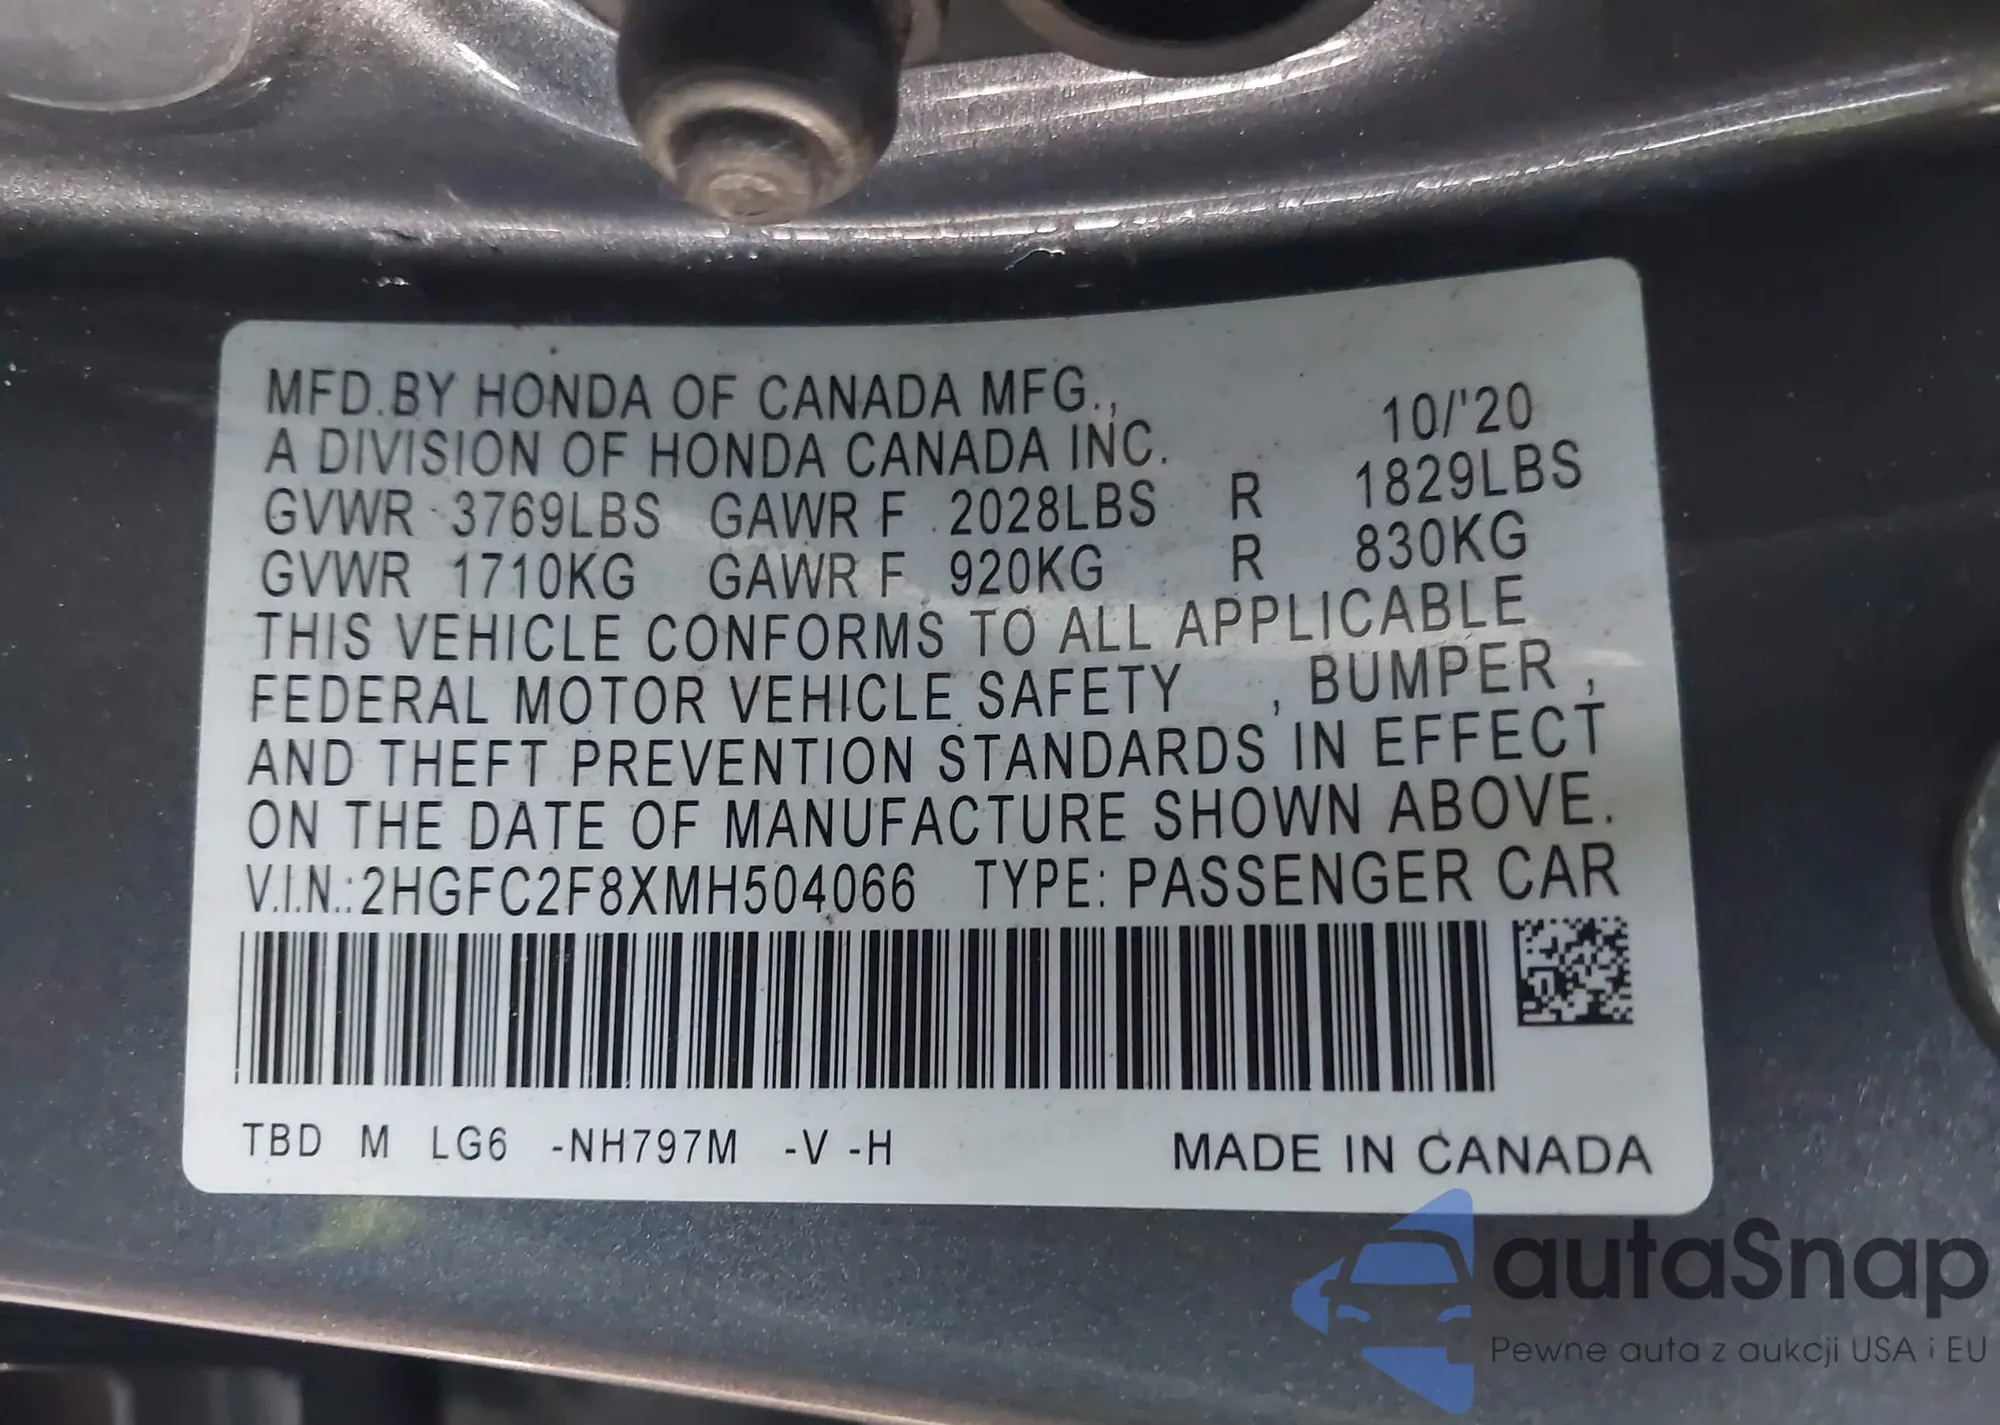 MFD.BY HONDA OF CANADA MFG., 10/'20
A DIVISION OF HONDA CANADA INC.
GVWR 3769LBS GAWR F 2028LBS R 1829LBS
GVWR 1710KG GAWR F 920KG R 830KG
THIS VEHICLE CONFORMS TO ALL APPLICABLE
FEDERAL MOTOR VEHICLE SAFETY , BUMPER ,
AND THEFT PREVENTION STANDARDS IN EFFECT
ON THE DATE OF MANUFACTURE SHOWN ABOVE.
V.I.N.:2HGFC2F8XMH504066 TYPE: PASSENGER CAR
TBD M LG6 -NH797M -V -H MADE IN CANADA
autaSnap
Pewne auta z aukcji USA i EU